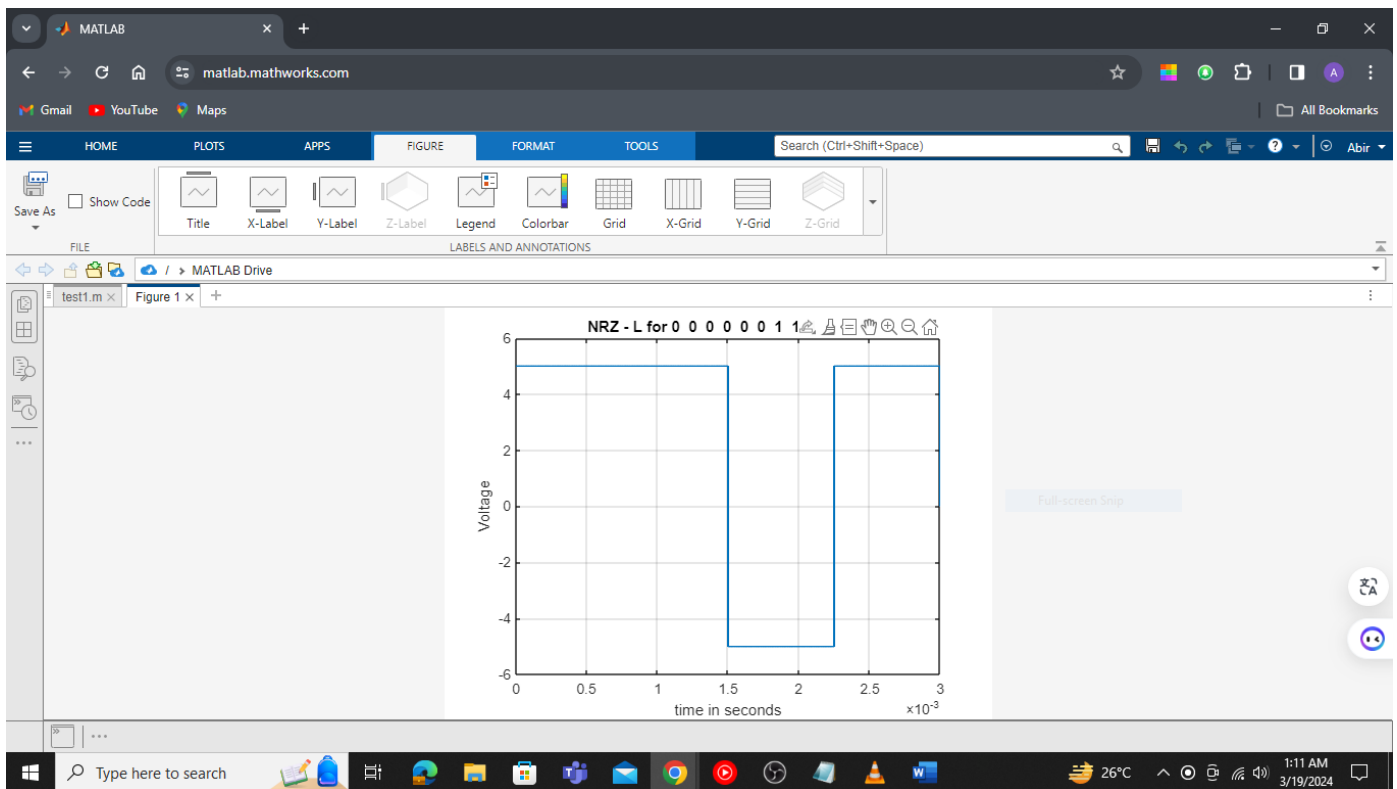 MATLAB
matlab.mathworks.com
Gmail YouTube Maps All Bookmarks
HOME PLOTS APPS FIGURE FORMAT TOOLS Search (Ctrl+Shift+Space) Abir
Save As Show Code Title X-Label Y-Label Z-Label Legend Colorbar Grid X-Grid Y-Grid Z-Grid
FILE LABELS AND ANNOTATIONS
/ MATLAB Drive
test1.m Figure 1
NRZ - L for 0 0 0 0 0 0 1 1
6
4
2
0
-2
-4
-6
Voltage
0 0.5 1 1.5 2 2.5 3
time in seconds ×10-3
Full-screen Snip
Type here to search 26°C 1:11 AM
3/19/2024